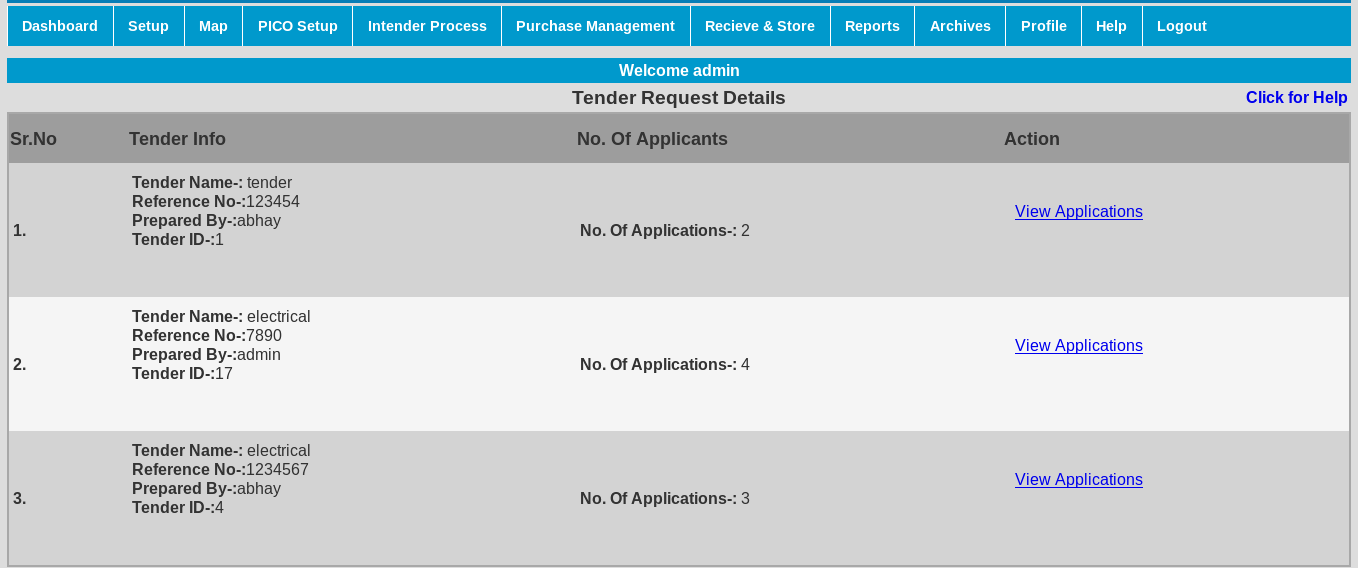 Dashboard Setup Map PICO Setup Intender Process Purchase Management Recieve & Store Reports Archives Profile Help Logout
Welcome admin
Tender Request Details Click for Help
Sr.No Tender Info No. Of Applicants Action
Tender Name-: tender
Reference No-:123454
View Applications
Prepared By-:abhay
1. No. Of Applications-: 2
Tender ID-:1
Tender Name-: electrical
Reference No-:7890
View Applications
Prepared By-:admin
2. No. Of Applications-: 4
Tender ID-:17
Tender Name-: electrical
Reference No-:1234567
View Applications
Prepared By-:abhay
3. No. Of Applications-: 3
Tender ID-:4